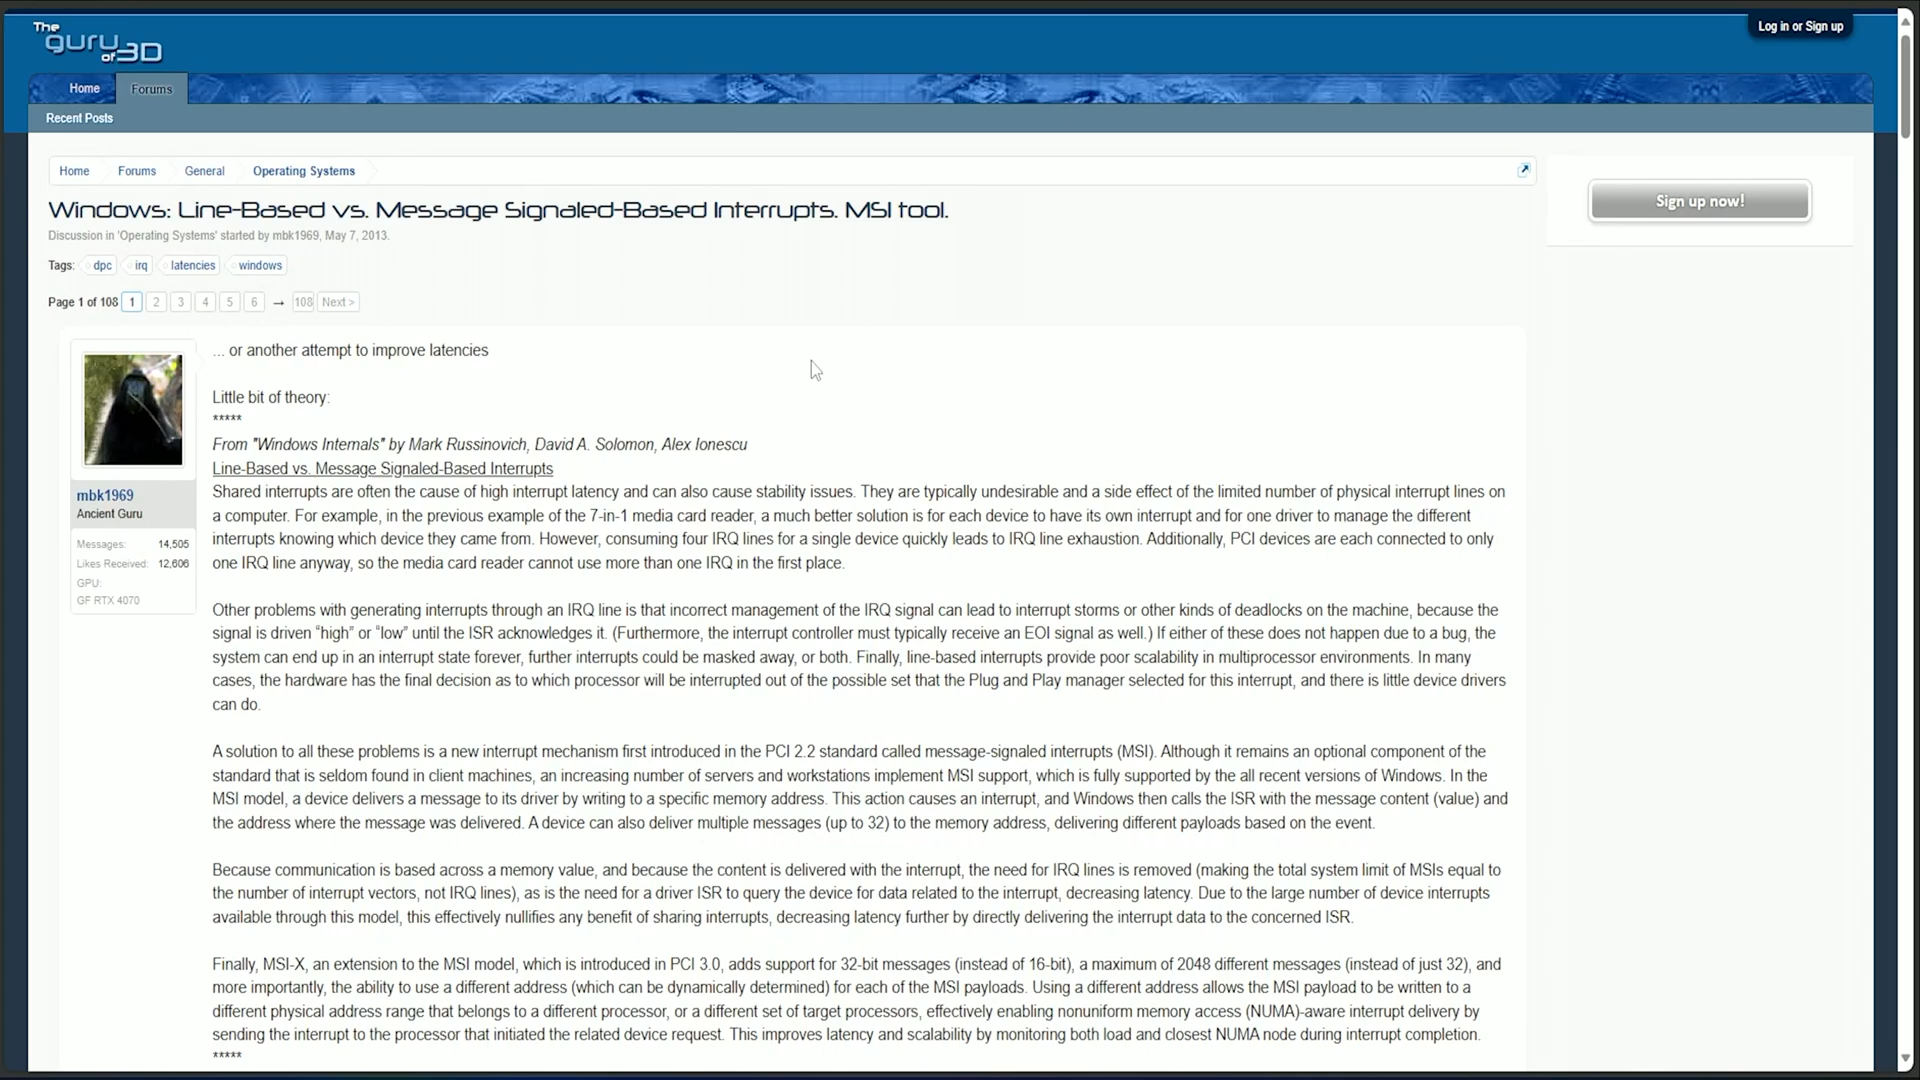 The
guru
of 3D
Log in or Sign up
Home
Forums
Recent Posts
Home Forums General Operating Systems
Sign up now!
Windows: Line-Based vs. Message Signaled-Based Interrupts. MSI tool.
Discussion in 'Operating Systems' started by mbk1969, May 7, 2013.
Tags: dpc irq latencies windows
Page 1 of 108 1 2 3 4 5 6 → 108 Next >
... or another attempt to improve latencies
Little bit of theory:
*****
From "Windows Internals" by Mark Russinovich, David A. Solomon, Alex Ionescu
Line-Based vs. Message Signaled-Based Interrupts
Shared interrupts are often the cause of high interrupt latency and can also cause stability issues. They are typically undesirable and a side effect of the limited number of physical interrupt lines on
a computer. For example, in the previous example of the 7-in-1 media card reader, a much better solution is for each device to have its own interrupt and for one driver to manage the different
interrupts knowing which device they came from. However, consuming four IRQ lines for a single device quickly leads to IRQ line exhaustion. Additionally, PCI devices are each connected to only
one IRQ line anyway, so the media card reader cannot use more than one IRQ in the first place.
mbk1969
Ancient Guru
Messages: 14,505
Likes Received: 12,606
GPU:
GF RTX 4070
Other problems with generating interrupts through an IRQ line is that incorrect management of the IRQ signal can lead to interrupt storms or other kinds of deadlocks on the machine, because the
signal is driven “high” or “low” until the ISR acknowledges it. (Furthermore, the interrupt controller must typically receive an EOI signal as well.) If either of these does not happen due to a bug, the
system can end up in an interrupt state forever, further interrupts could be masked away, or both. Finally, line-based interrupts provide poor scalability in multiprocessor environments. In many
cases, the hardware has the final decision as to which processor will be interrupted out of the possible set that the Plug and Play manager selected for this interrupt, and there is little device drivers
can do.
A solution to all these problems is a new interrupt mechanism first introduced in the PCI 2.2 standard called message-signaled interrupts (MSI). Although it remains an optional component of the
standard that is seldom found in client machines, an increasing number of servers and workstations implement MSI support, which is fully supported by the all recent versions of Windows. In the
MSI model, a device delivers a message to its driver by writing to a specific memory address. This action causes an interrupt, and Windows then calls the ISR with the message content (value) and
the address where the message was delivered. A device can also deliver multiple messages (up to 32) to the memory address, delivering different payloads based on the event.
Because communication is based across a memory value, and because the content is delivered with the interrupt, the need for IRQ lines is removed (making the total system limit of MSIs equal to
the number of interrupt vectors, not IRQ lines), as is the need for a driver ISR to query the device for data related to the interrupt, decreasing latency. Due to the large number of device interrupts
available through this model, this effectively nullifies any benefit of sharing interrupts, decreasing latency further by directly delivering the interrupt data to the concerned ISR.
Finally, MSI-X, an extension to the MSI model, which is introduced in PCI 3.0, adds support for 32-bit messages (instead of 16-bit), a maximum of 2048 different messages (instead of just 32), and
more importantly, the ability to use a different address (which can be dynamically determined) for each of the MSI payloads. Using a different address allows the MSI payload to be written to a
different physical address range that belongs to a different processor, or a different set of target processors, effectively enabling nonuniform memory access (NUMA)-aware interrupt delivery by
sending the interrupt to the processor that initiated the related device request. This improves latency and scalability by monitoring both load and closest NUMA node during interrupt completion.
*****